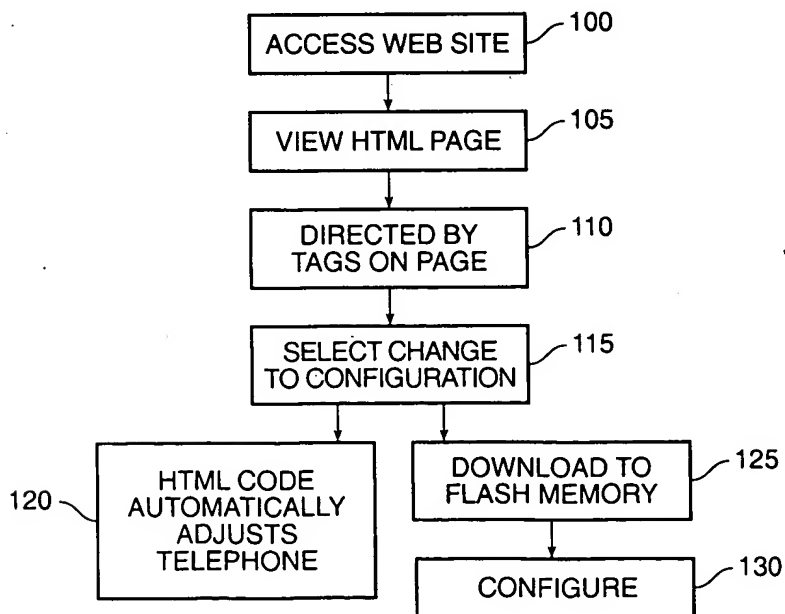 ACCESS WEB SITE
100
VIEW HTML PAGE
105
DIRECTED BY
TAGS ON PAGE
110
SELECT CHANGE
TO CONFIGURATION
115
120
HTML CODE
AUTOMATICALLY
ADJUSTS
TELEPHONE
DOWNLOAD TO
FLASH MEMORY
125
CONFIGURE
130